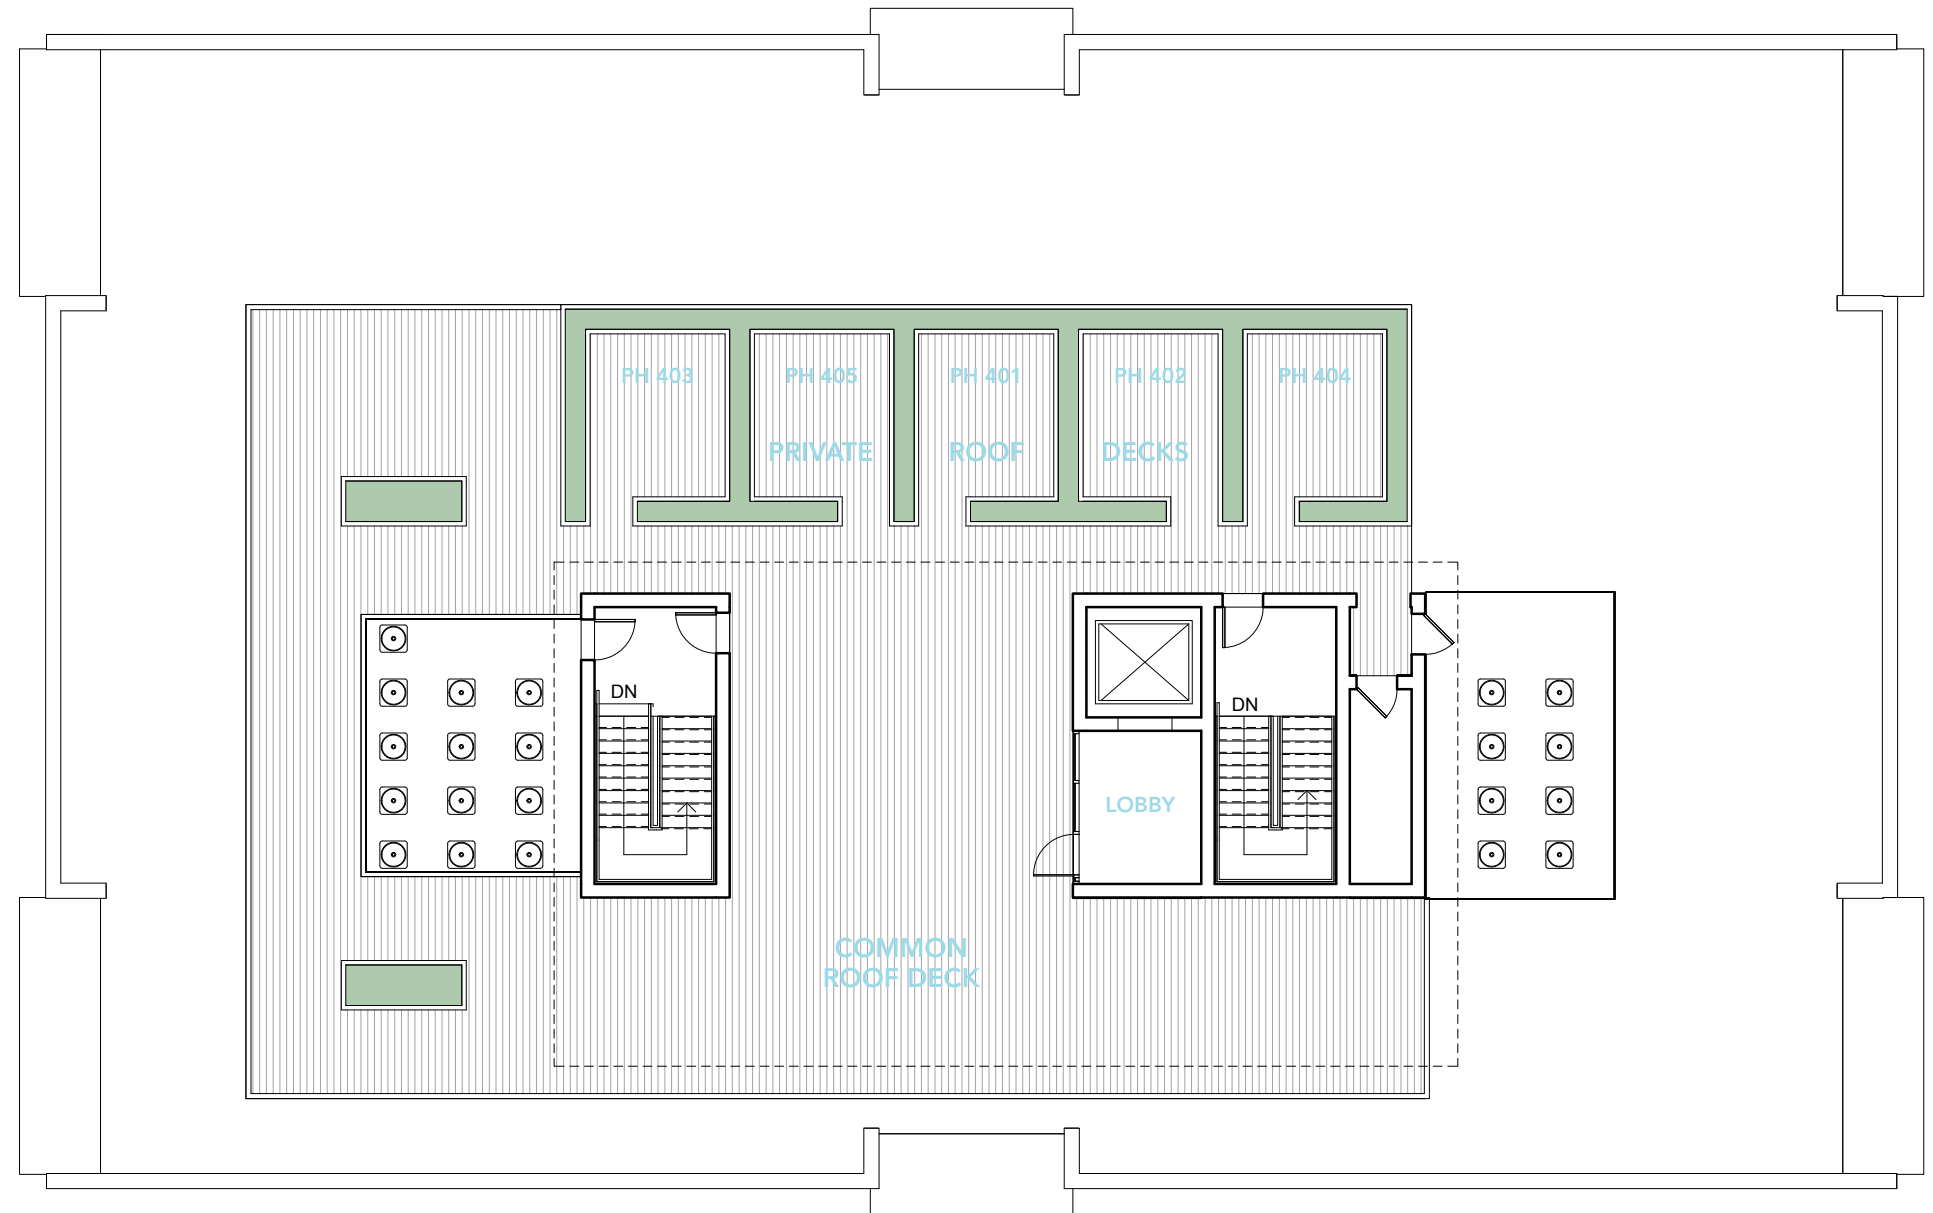 PH 403 PH 405 PH 401 PH 402 PH 404
PRIVATE ROOF DECKS
DN
DN
LOBBY
COMMON
ROOF DECK